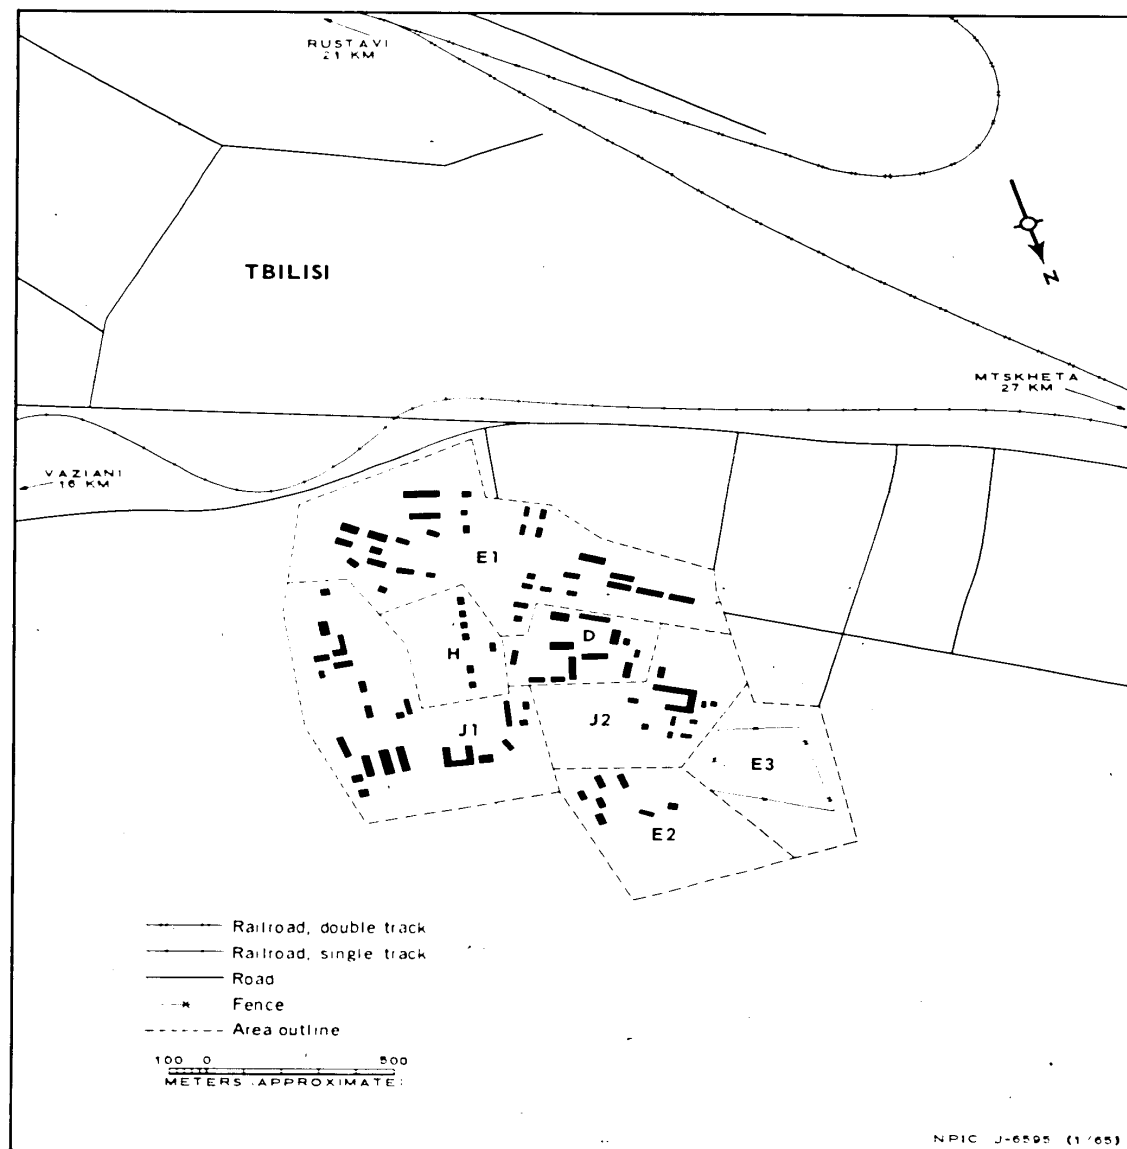 RUSTAVI
21 KM
TBILISI
N
MTSKHETA
27 KM
VAZIANI
16 KM
E1
D
H
J1
J2
E3
E2
Railroad, double track
Railroad, single track
Road
Fence
Area outline
100 0 500
METERS (APPROXIMATE)
NPIC J-6595 (1/65)